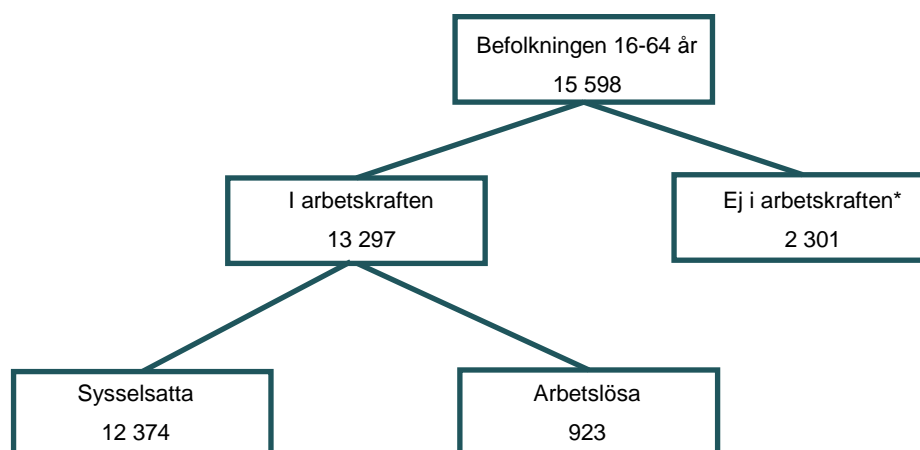 Befolkningen 16-64 år
15 598
I arbetskraften
13 297
Ej i arbetskraften*
2 301
Sysselsatta
12 374
Arbetslösa
923